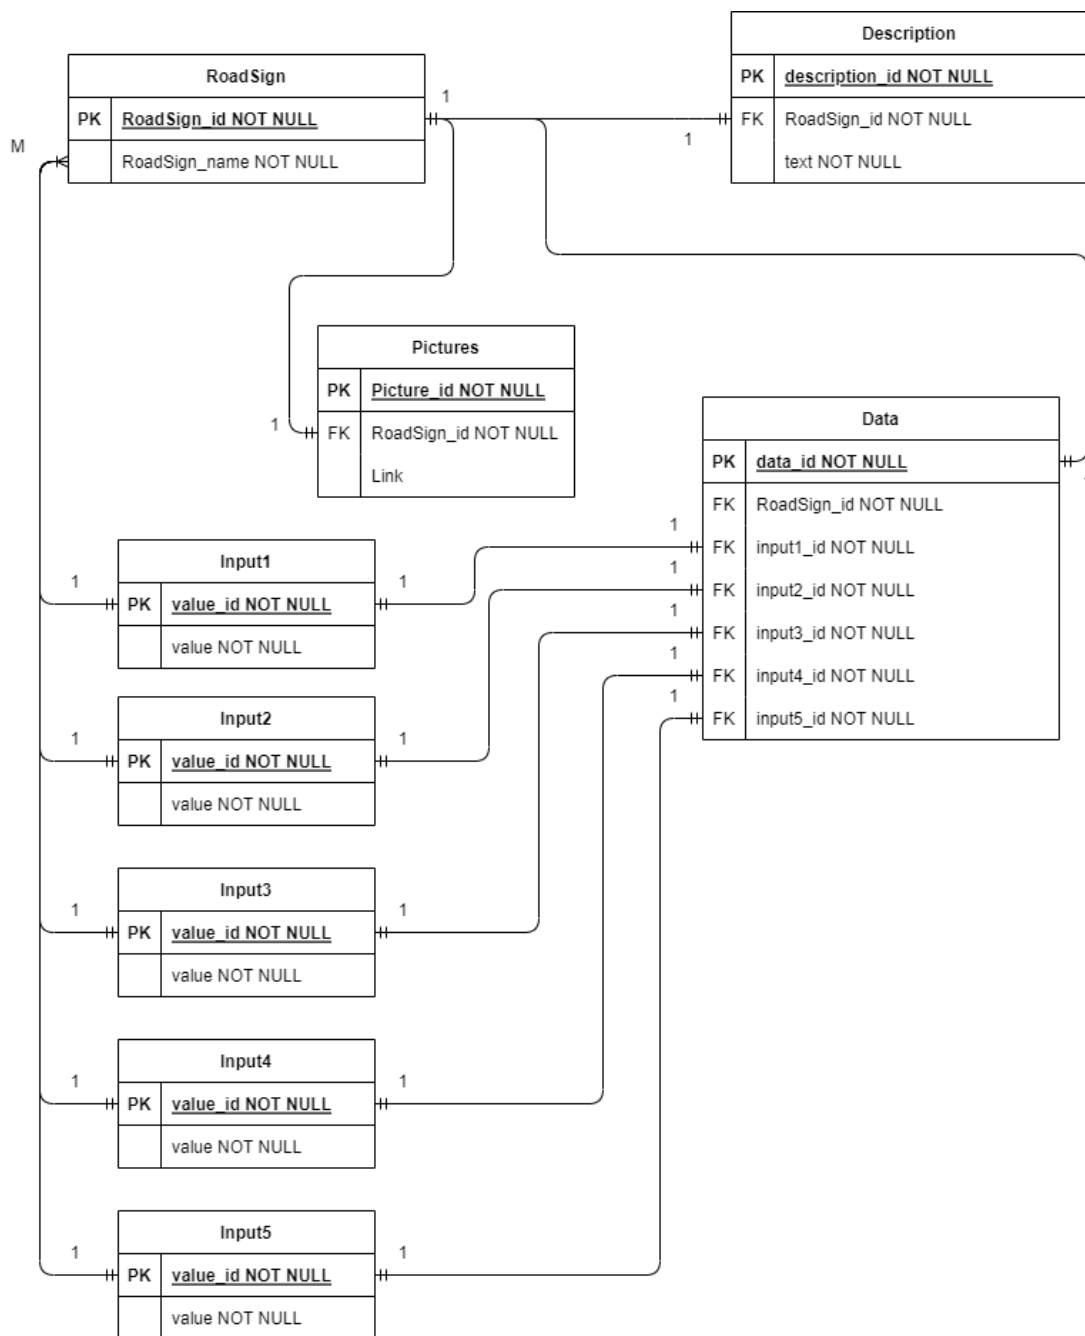 RoadSign
PK RoadSign_id NOT NULL
RoadSign_name NOT NULL
M
1
1
Description
PK description_id NOT NULL
FK RoadSign_id NOT NULL
text NOT NULL
Pictures
PK Picture_id NOT NULL
1 FK RoadSign_id NOT NULL
Link
Data
PK data_id NOT NULL
FK RoadSign_id NOT NULL
1 FK input1_id NOT NULL
1 FK input2_id NOT NULL
1 FK input3_id NOT NULL
1 FK input4_id NOT NULL
1 FK input5_id NOT NULL
Input1
1 PK value_id NOT NULL 1
value NOT NULL
Input2
1 PK value_id NOT NULL 1
value NOT NULL
Input3
1 PK value_id NOT NULL 1
value NOT NULL
Input4
1 PK value_id NOT NULL 1
value NOT NULL
Input5
1 PK value_id NOT NULL 1
value NOT NULL